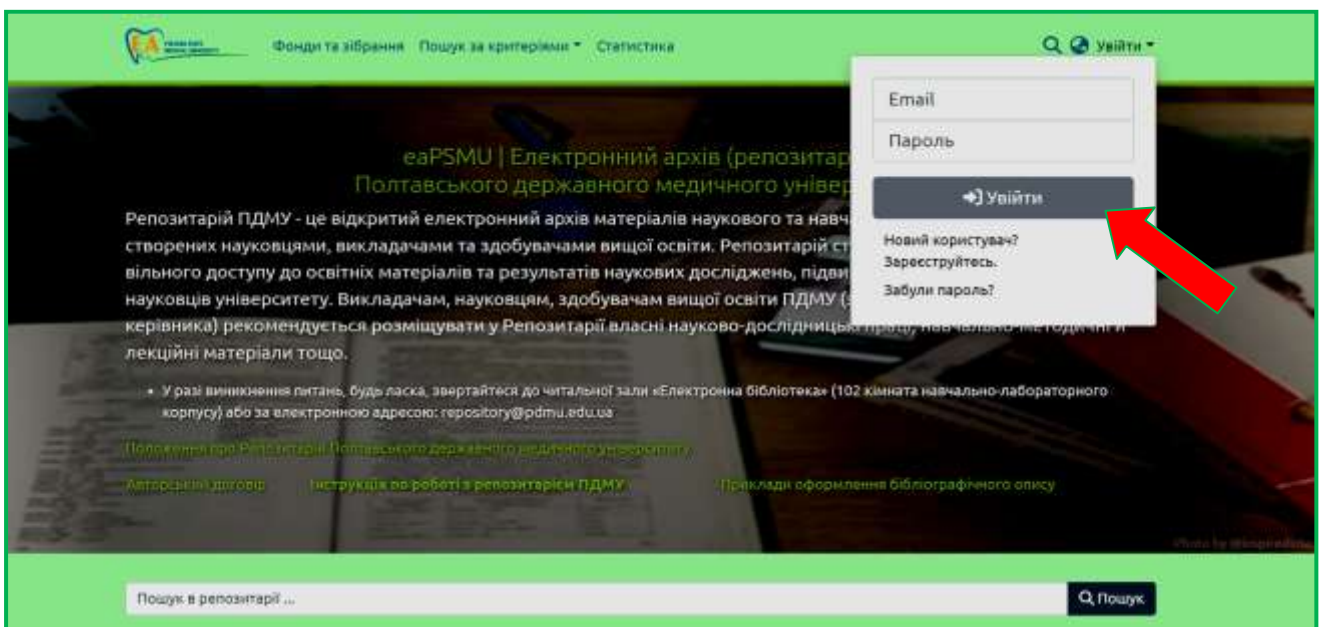 Фонди та зібрання Пошук за критеріями Статистика Увійти
Email
Пароль
Увійти
Новий користувач?
Зареєструйтесь.
Забули пароль?
eaPSMU | Електронний архів (репозитар
Полтавського державного медичного універ
Репозитарій ПДМУ - це відкритий електронний архів матеріалів наукового та навч
створених науковцями, викладачами та здобувачами вищої освіти. Репозитарій ст
вільного доступу до освітніх матеріалів та результатів наукових досліджень, підви
науковців університету. Викладачам, науковцям, здобувачам вищої освіти ПДМУ (
керівника) рекомендується розміщувати у Репозитарії власні науково-дослідницькі праці, навчально-методичні й
лекційні матеріали тощо.
• У разі виникнення питань, будь ласка, звертайтеся до читальної зали «Електронна бібліотека» (102 кімната навчально-лабораторного
корпусу) або за електронною адресою: repository@pdmu.edu.ua
Положення про Репозитарій Полтавського державного медичного університету
Авторський договір Інструкція по роботі з репозитарієм ПДМУ Приклади оформлення бібліографічного опису
Photo by
Пошук в репозитарії ... Пошук